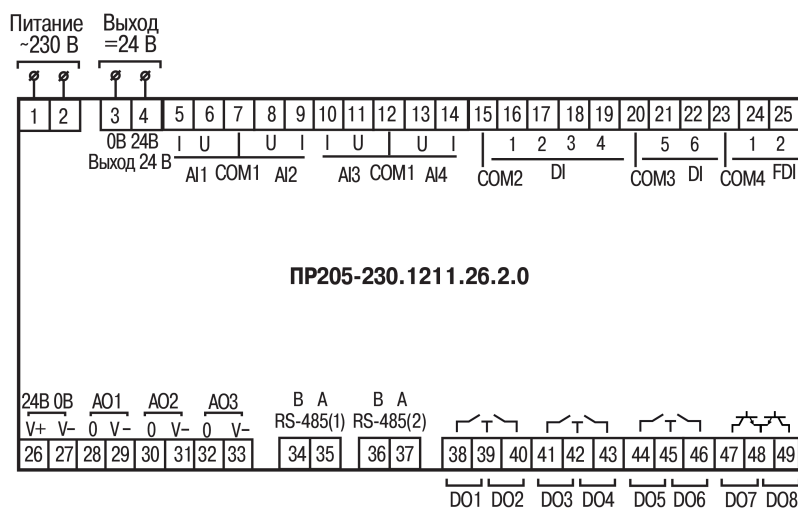 Питание Выход
~230 В =24 В
1 2 3 4 5 6 7 8 9 10 11 12 13 14 15 16 17 18 19 20 21 22 23 24 25
0В 24В I U U I I U U I 1 2 3 4 5 6 1 2
Выход 24 В AI1 COM1 AI2 AI3 COM1 AI4 COM2 DI COM3 DI COM4 FDI
ПР205-230.1211.26.2.0
24В 0В AO1 AO2 AO3 B A B A
V+ V– 0 V– 0 V– 0 V– RS-485(1) RS-485(2)
26 27 28 29 30 31 32 33 34 35 36 37 38 39 40 41 42 43 44 45 46 47 48 49
DO1 DO2 DO3 DO4 DO5 DO6 DO7 DO8